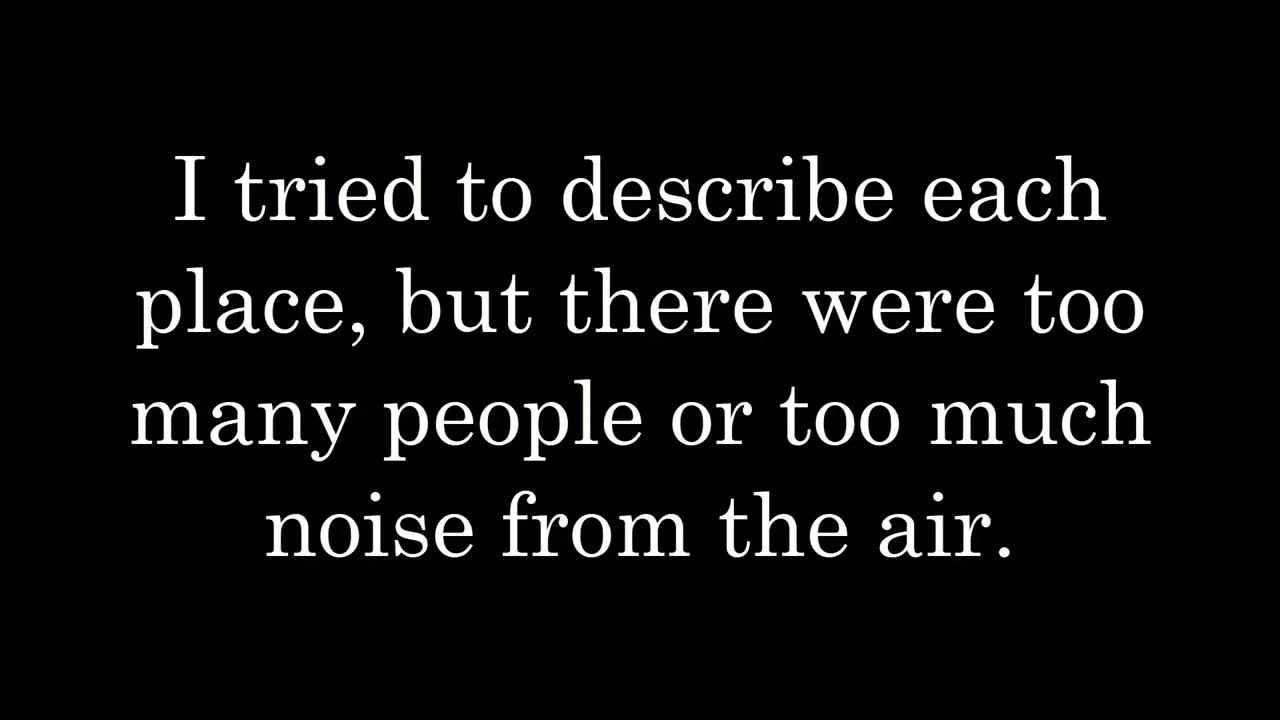 I tried to describe each
place, but there were too
many people or too much
noise from the air.